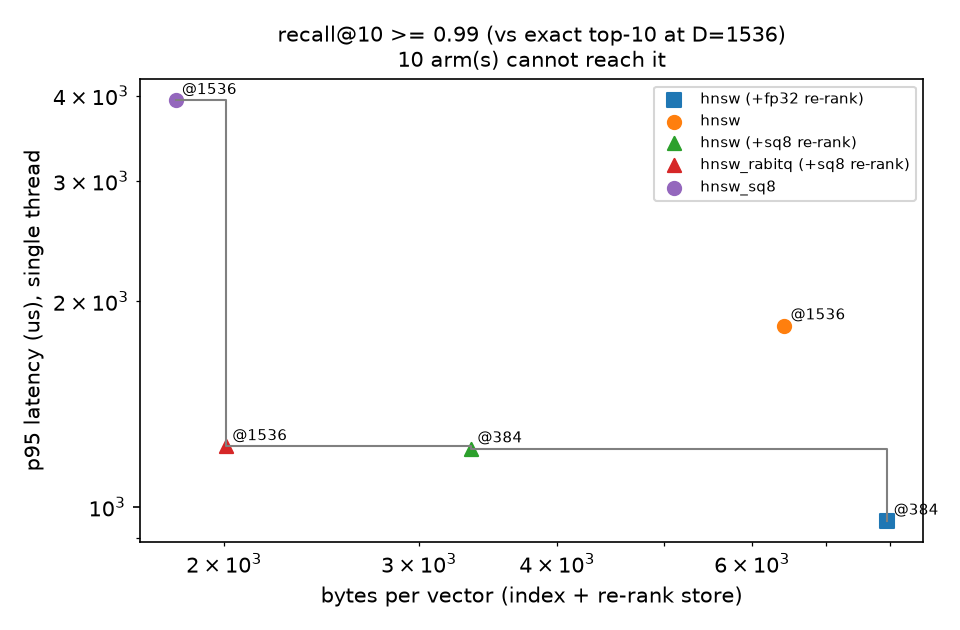 recall@10 >= 0.99 (vs exact top-10 at D=1536)
10 arm(s) cannot reach it
p95 latency (us), single thread
4 × 10³
3 × 10³
2 × 10³
10³
@1536
@1536
@1536
@384
@384
hnsw (+fp32 re-rank)
hnsw
hnsw (+sq8 re-rank)
hnsw_rabitq (+sq8 re-rank)
hnsw_sq8
2 × 10³
3 × 10³
4 × 10³
6 × 10³
bytes per vector (index + re-rank store)